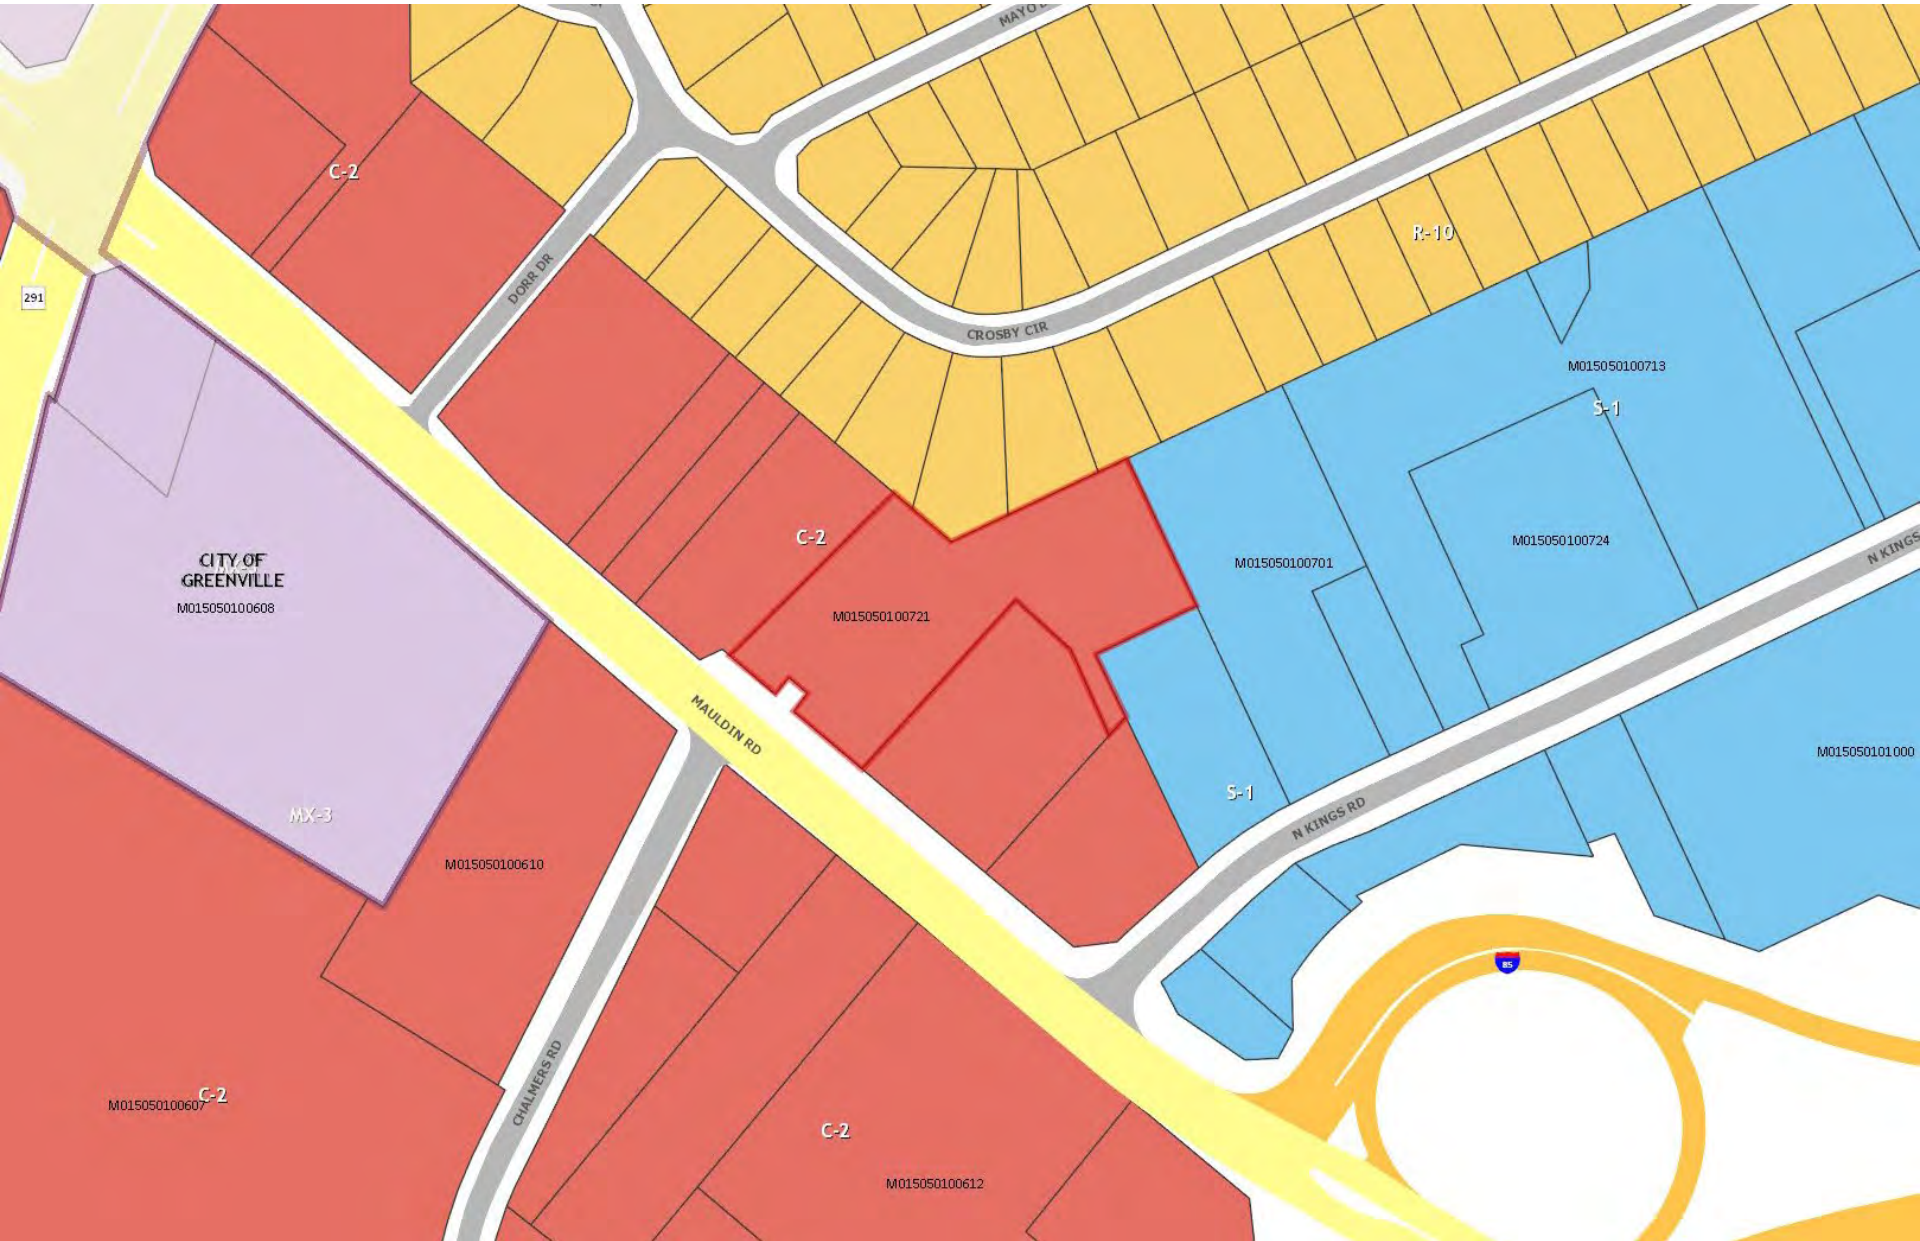 MAYO
C-2
R-10
DORR DR
291
CROSBY CIR
M015050100713
S-1
C-2
M015050100724
N KINGS
CITY OF
GREENVILLE
M015050100608
M015050100701
M015050100721
MAULDIN RD
M015050101000
S-1
N KINGS RD
MX-3
M015050100610
85
CHALMERS RD
M015050100607
C-2
C-2
M015050100612